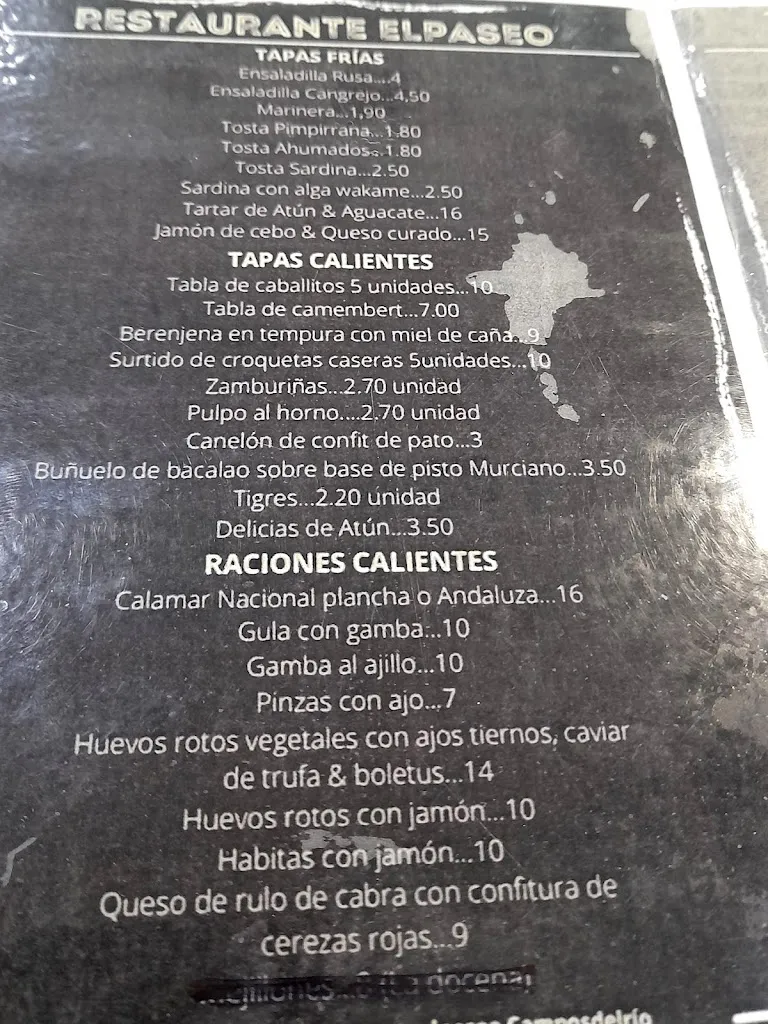 RESTAURANTE ELPASEO
TAPAS FRÍAS
Ensaladilla Rusa....4
Ensaladilla Cangrejo...4,50
Marinera...1,90
Tosta Pimpirrana...1.80
Tosta Ahumados...1.80
Tosta Sardina...2.50
Sardina con alga wakame...2.50
Tartar de Atún & Aguacate...16
Jamón de cebo & Queso curado...15
TAPAS CALIENTES
Tabla de caballitos 5 unidades...10
Tabla de camembert...7.00
Berenjena en tempura con miel de caña...9
Surtido de croquetas caseras 5unidades...10
Zamburiñas...2.70 unidad
Pulpo al horno....2.70 unidad
Canelón de confit de pato...3
Buñuelo de bacalao sobre base de pisto Murciano...3.50
Tigres...2.20 unidad
Delicias de Atún...3.50
RACIONES CALIENTES
Calamar Nacional plancha o Andaluza...16
Gula con gamba...10
Gamba al ajillo...10
Pinzas con ajo...7
Huevos rotos vegetales con ajos tiernos, caviar
de trufa & boletus...14
Huevos rotos con jamón...10
Habitas con jamón...10
Queso de rulo de cabra con confitura de
cerezas rojas...9
(La docena)
Camposdelrío